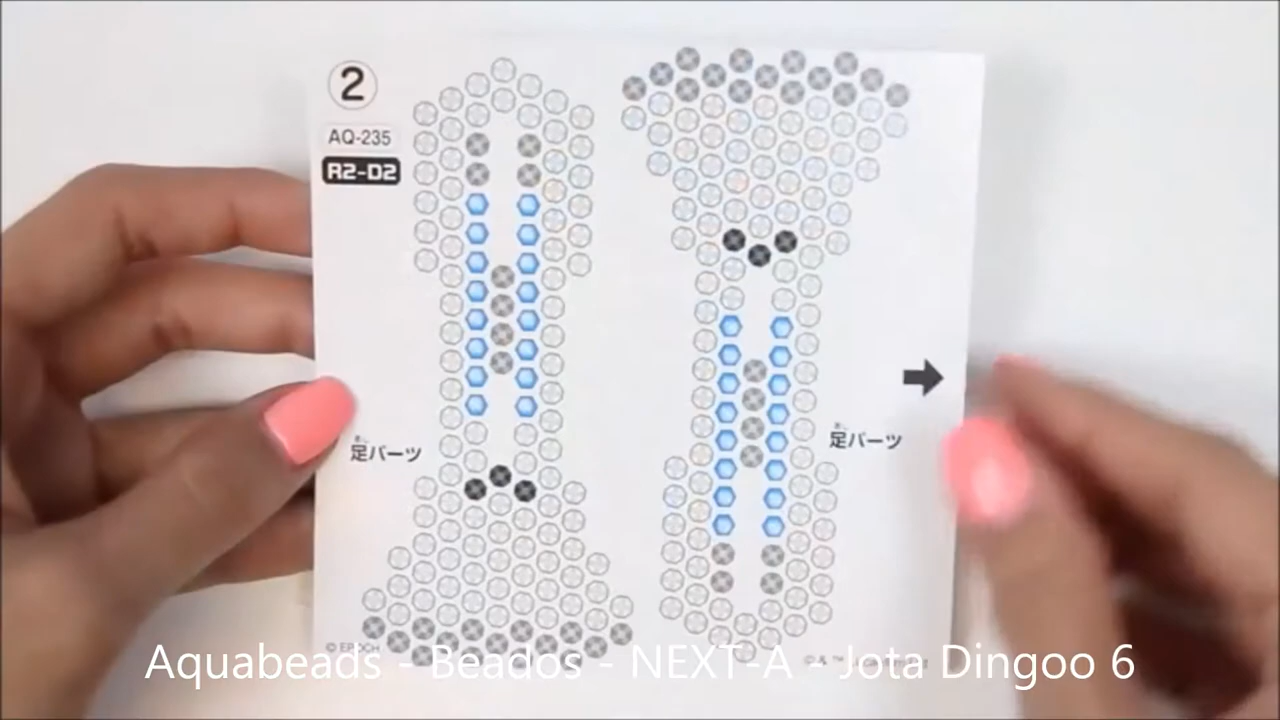 2
AQ-235
R2-D2
足パーツ
足パーツ
© EPOCH
Aquabeads - Beados - NEXT-A - Jota Dingoo 6